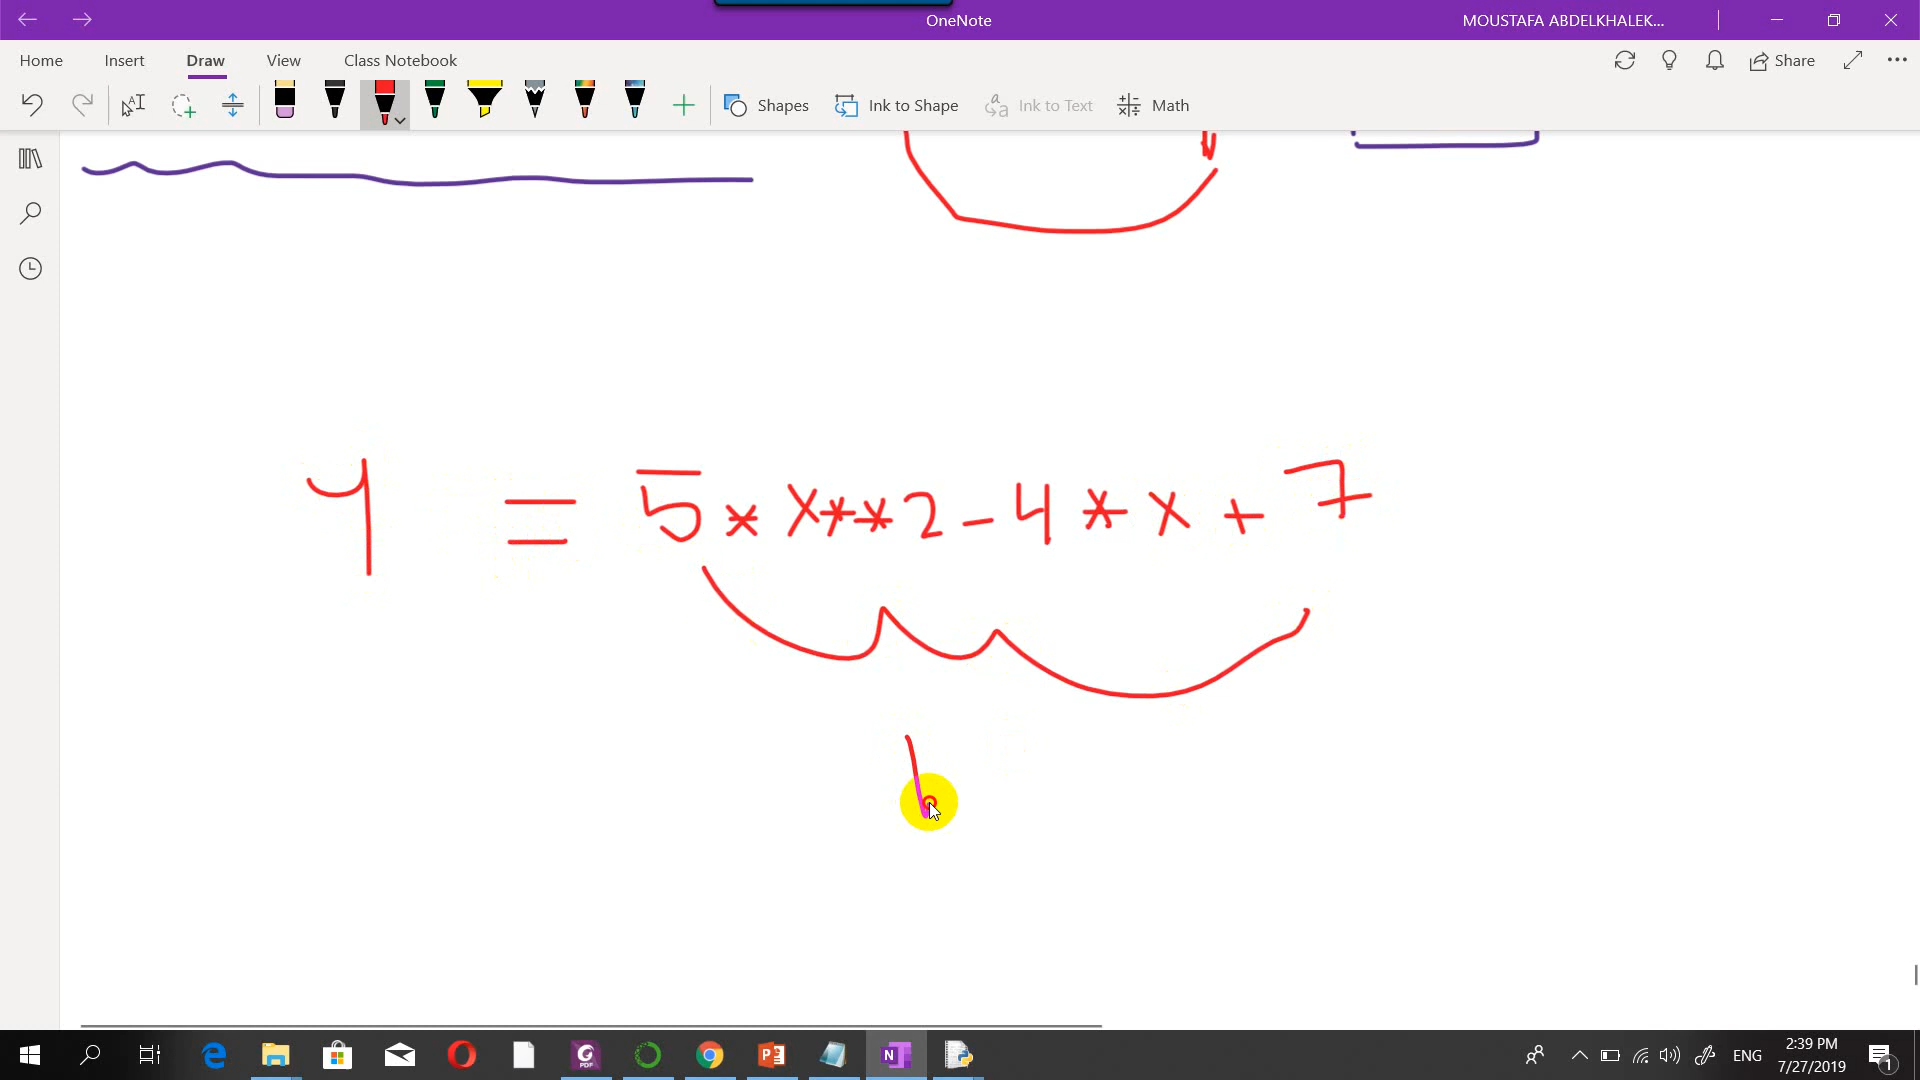 OneNote
MOUSTAFA ABDELKHALEK...
Home Insert Draw View Class Notebook
Share
Shapes Ink to Shape Ink to Text Math
y = 5 * x**2 - 4 * x + 7
ENG
2:39 PM
7/27/2019
1